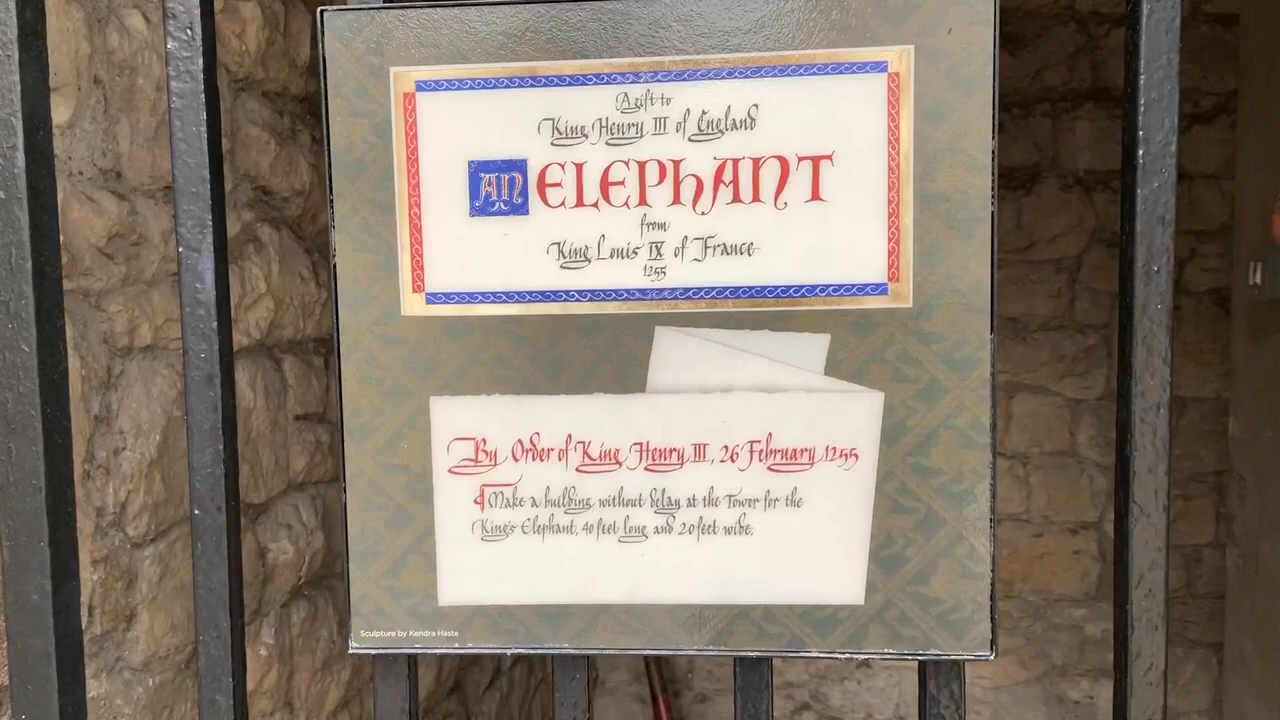 A gift to
King Henry III of England
AN ELEPHANT
from
King Louis IX of France
1255
By Order of King Henry III, 26 February 1255
¶ Make a building without delay at the Tower for the
King's Elephant, 40 feet long and 20 feet wide.
Sculpture by Kendra Haste